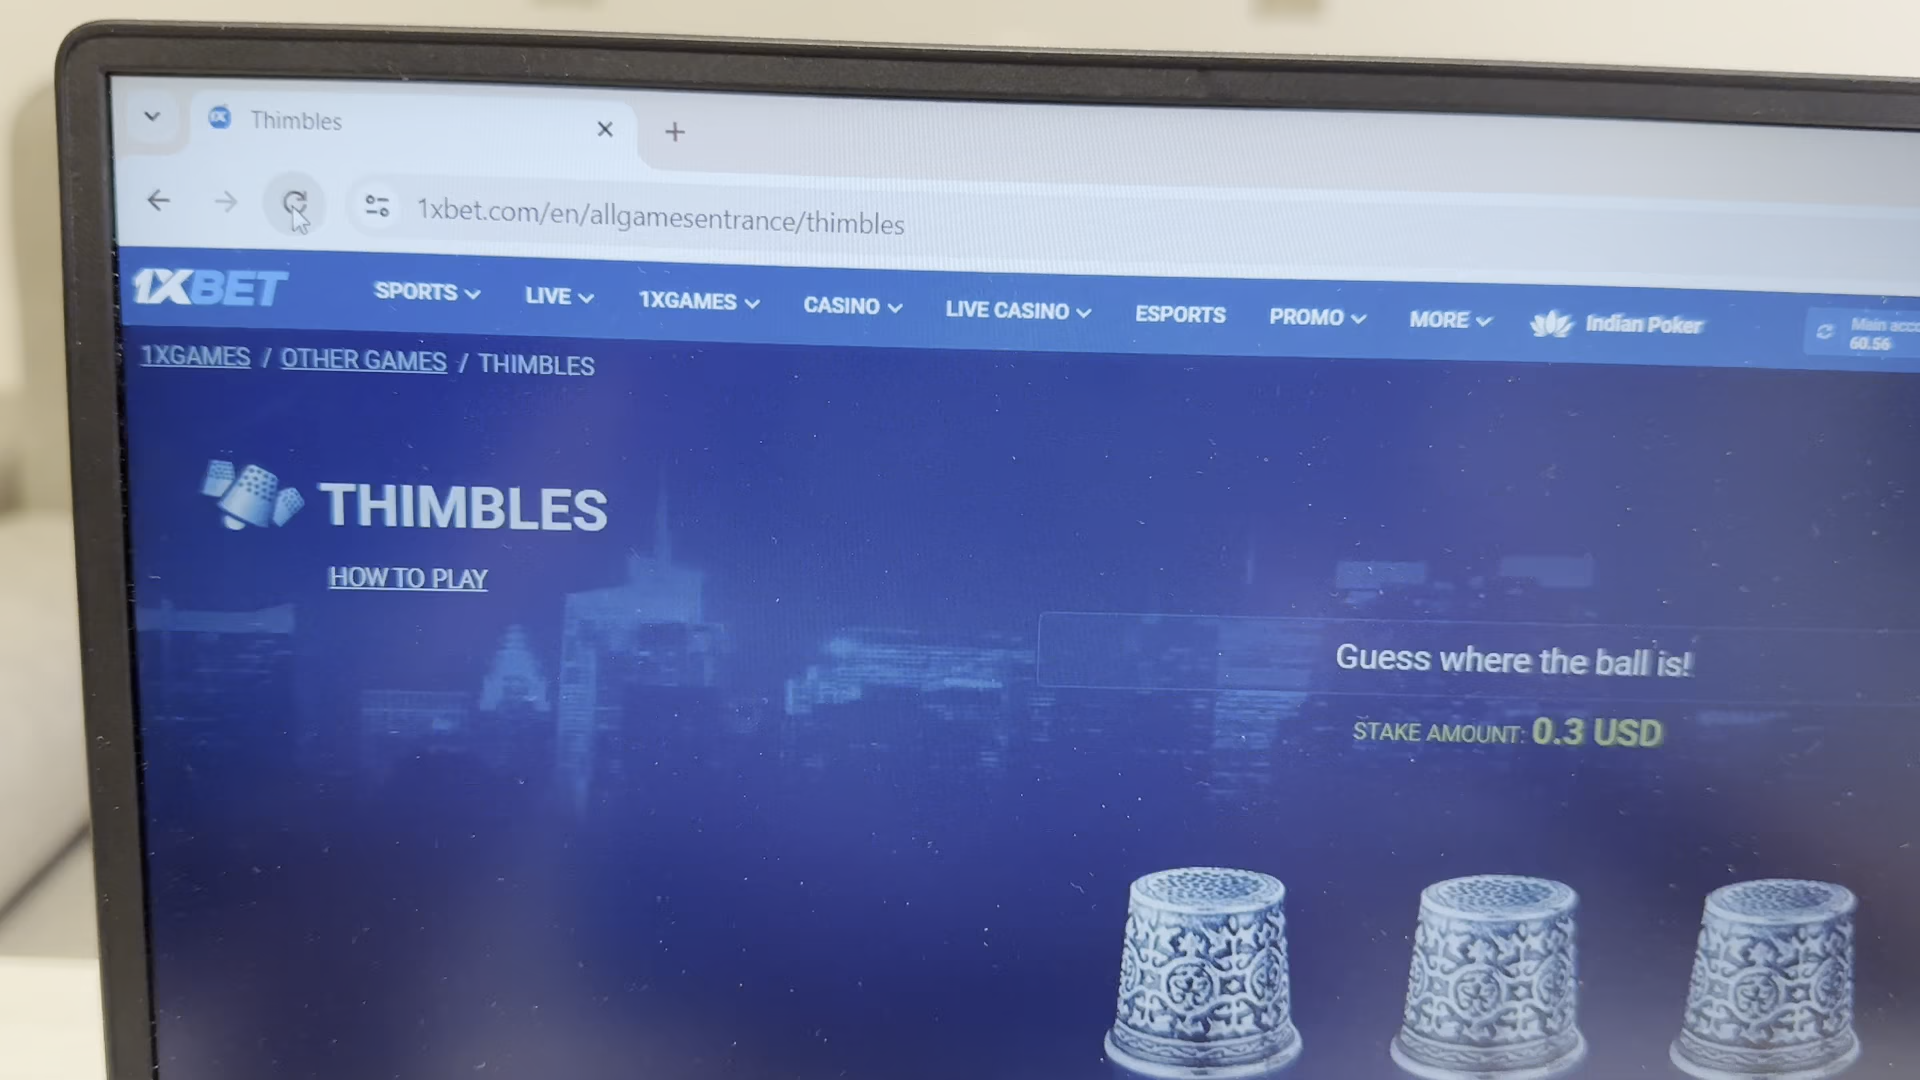 Thimbles
1xbet.com/en/allgamesentrance/thimbles
1XBET SPORTS LIVE 1XGAMES CASINO LIVE CASINO ESPORTS PROMO MORE Indian Poker Main
60.56
1XGAMES / OTHER GAMES / THIMBLES
THIMBLES
HOW TO PLAY
Guess where the ball is!
STAKE AMOUNT: 0.3 USD